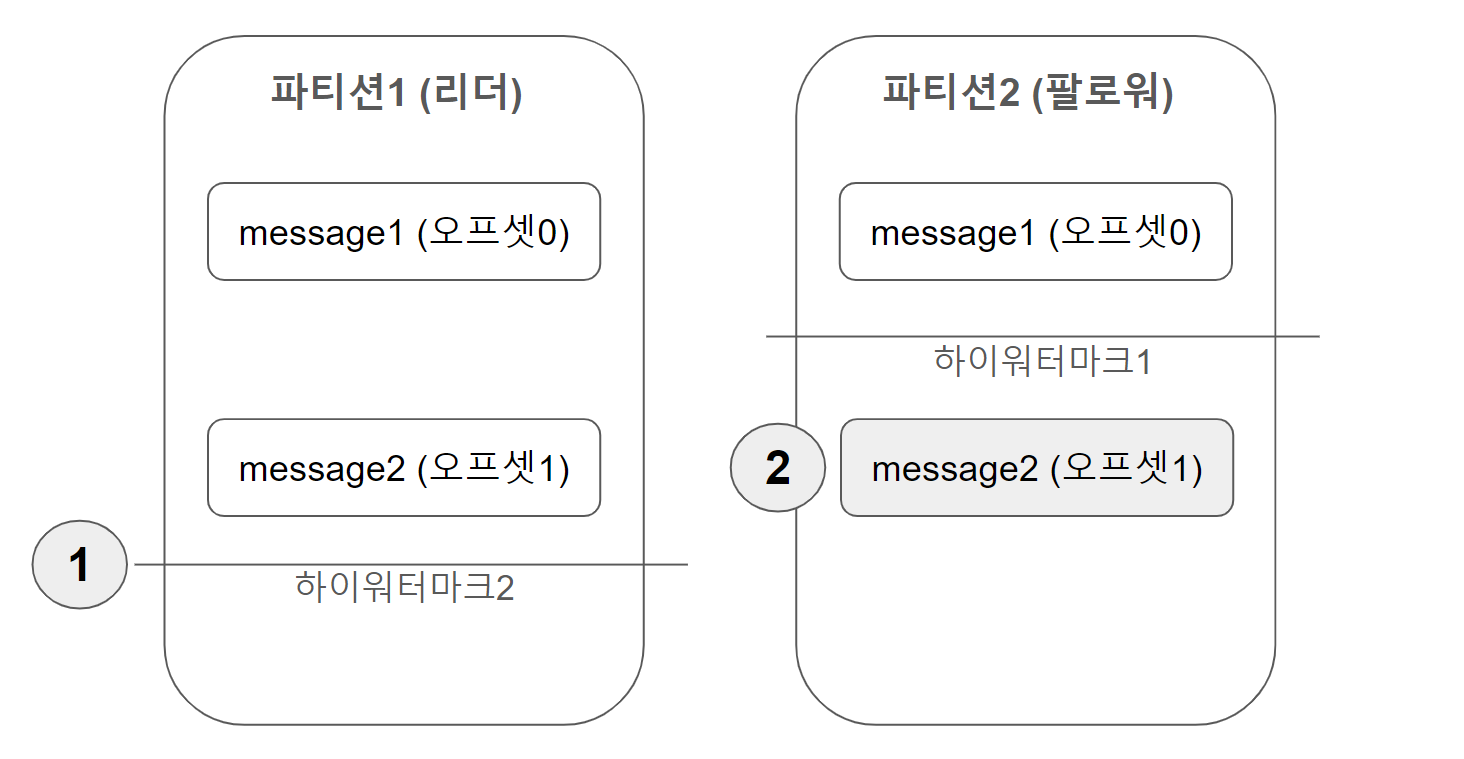 파티션1 (리더)
message1 (오프셋0)
message2 (오프셋1)
1
하이워터마크2
파티션2 (팔로워)
message1 (오프셋0)
하이워터마크1
2
message2 (오프셋1)